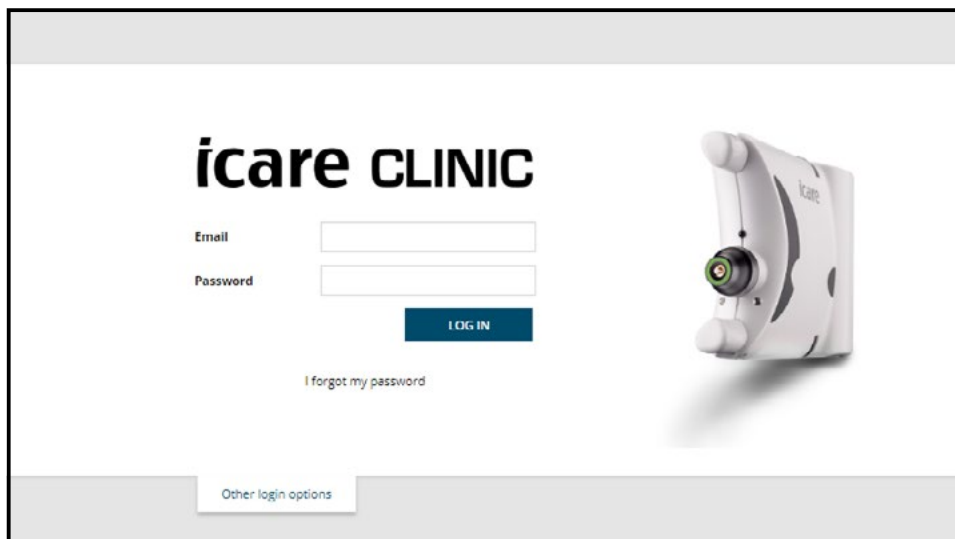 icare CLINIC
icare
Email
Password
LOG IN
I forgot my password
Other login options